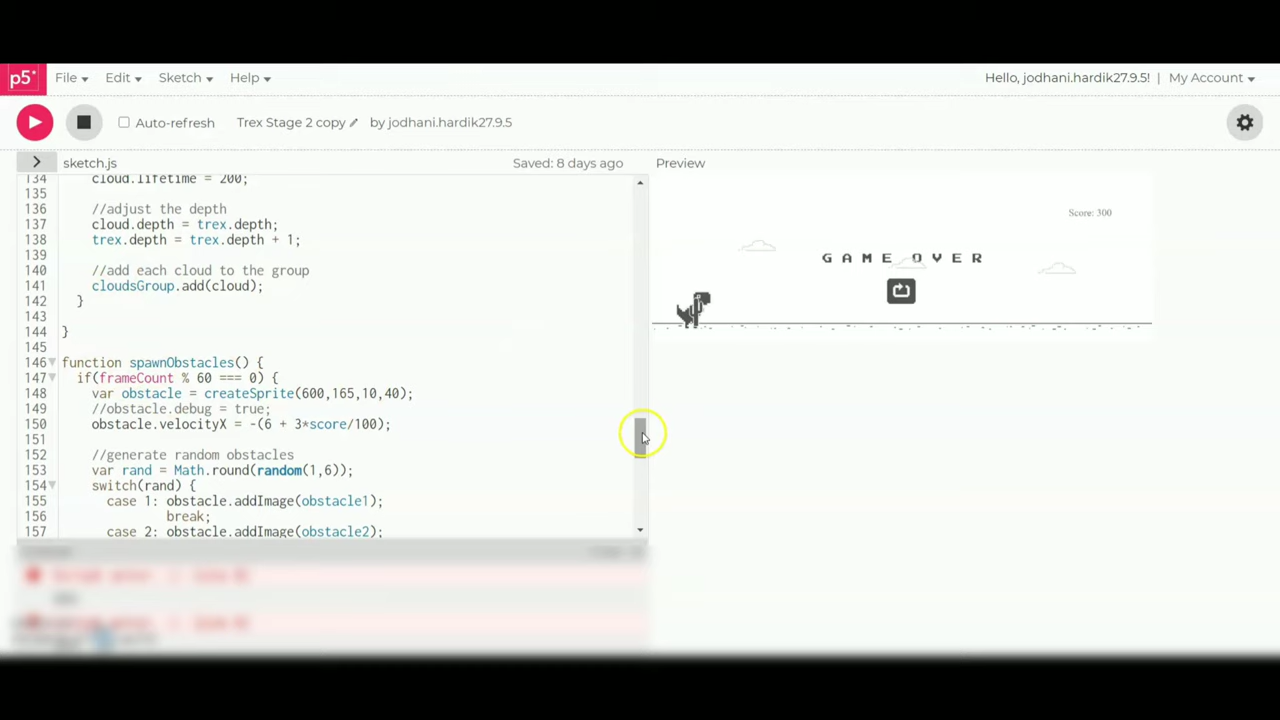 p5* File Edit Sketch Help Hello, jodhani.hardik27.9.5! | My Account
Auto-refresh Trex Stage 2 copy by jodhani.hardik27.9.5
> sketch.js Saved: 8 days ago Preview
134 cloud.lifetime = 200;
135
136 //adjust the depth
137 cloud.depth = trex.depth;
138 trex.depth = trex.depth + 1;
139
140 //add each cloud to the group
141 cloudsGroup.add(cloud);
142 }
143
144 }
145
146 function spawnObstacles() {
147 if(frameCount % 60 === 0) {
148 var obstacle = createSprite(600,165,10,40);
149 //obstacle.debug = true;
150 obstacle.velocityX = -(6 + 3*score/100);
151
152 //generate random obstacles
153 var rand = Math.round(random(1,6));
154 switch(rand) {
155 case 1: obstacle.addImage(obstacle1);
156 break;
157 case 2: obstacle.addImage(obstacle2);
Score: 300
GAME OVER